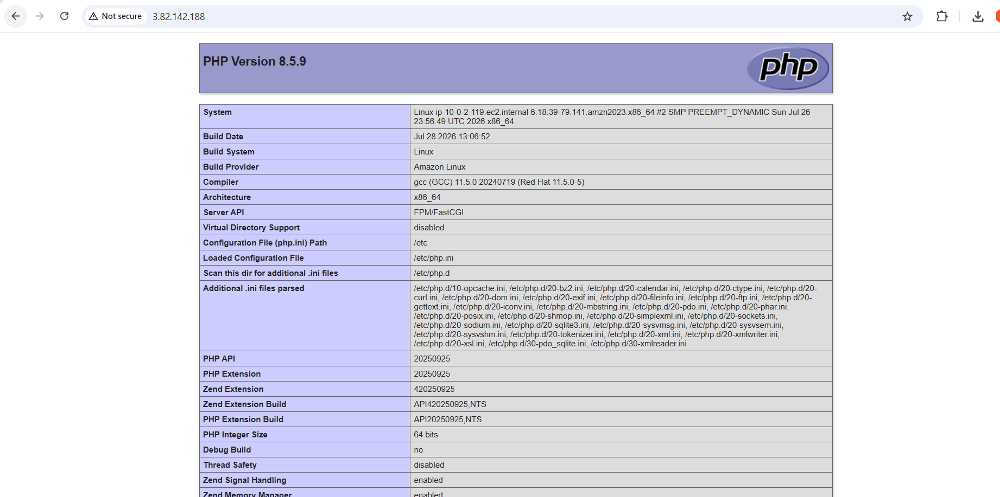 Not secure 3.82.142.188
PHP Version 8.5.9
php
System Linux ip-10-0-2-119.ec2.internal 6.18.39-79.141.amzn2023.x86_64 #2 SMP PREEMPT_DYNAMIC Sun Jul 26
23:56:49 UTC 2026 x86_64
Build Date Jul 28 2026 13:06:52
Build System Linux
Build Provider Amazon Linux
Compiler gcc (GCC) 11.5.0 20240719 (Red Hat 11.5.0-5)
Architecture x86_64
Server API FPM/FastCGI
Virtual Directory Support disabled
Configuration File (php.ini) Path /etc
Loaded Configuration File /etc/php.ini
Scan this dir for additional .ini files /etc/php.d
Additional .ini files parsed /etc/php.d/10-opcache.ini, /etc/php.d/20-bz2.ini, /etc/php.d/20-calendar.ini, /etc/php.d/20-ctype.ini, /etc/php.d/20-
curl.ini, /etc/php.d/20-dom.ini, /etc/php.d/20-exif.ini, /etc/php.d/20-fileinfo.ini, /etc/php.d/20-ftp.ini, /etc/php.d/20-
gettext.ini, /etc/php.d/20-iconv.ini, /etc/php.d/20-mbstring.ini, /etc/php.d/20-pdo.ini, /etc/php.d/20-phar.ini,
/etc/php.d/20-posix.ini, /etc/php.d/20-shmop.ini, /etc/php.d/20-simplexml.ini, /etc/php.d/20-sockets.ini,
/etc/php.d/20-sodium.ini, /etc/php.d/20-sqlite3.ini, /etc/php.d/20-sysvmsg.ini, /etc/php.d/20-sysvsem.ini,
/etc/php.d/20-sysvshm.ini, /etc/php.d/20-tokenizer.ini, /etc/php.d/20-xml.ini, /etc/php.d/20-xmlwriter.ini,
/etc/php.d/20-xsl.ini, /etc/php.d/30-pdo_sqlite.ini, /etc/php.d/30-xmlreader.ini
PHP API 20250925
PHP Extension 20250925
Zend Extension 420250925
Zend Extension Build API420250925,NTS
PHP Extension Build API20250925,NTS
PHP Integer Size 64 bits
Debug Build no
Thread Safety disabled
Zend Signal Handling enabled
Zend Memory Manager enabled